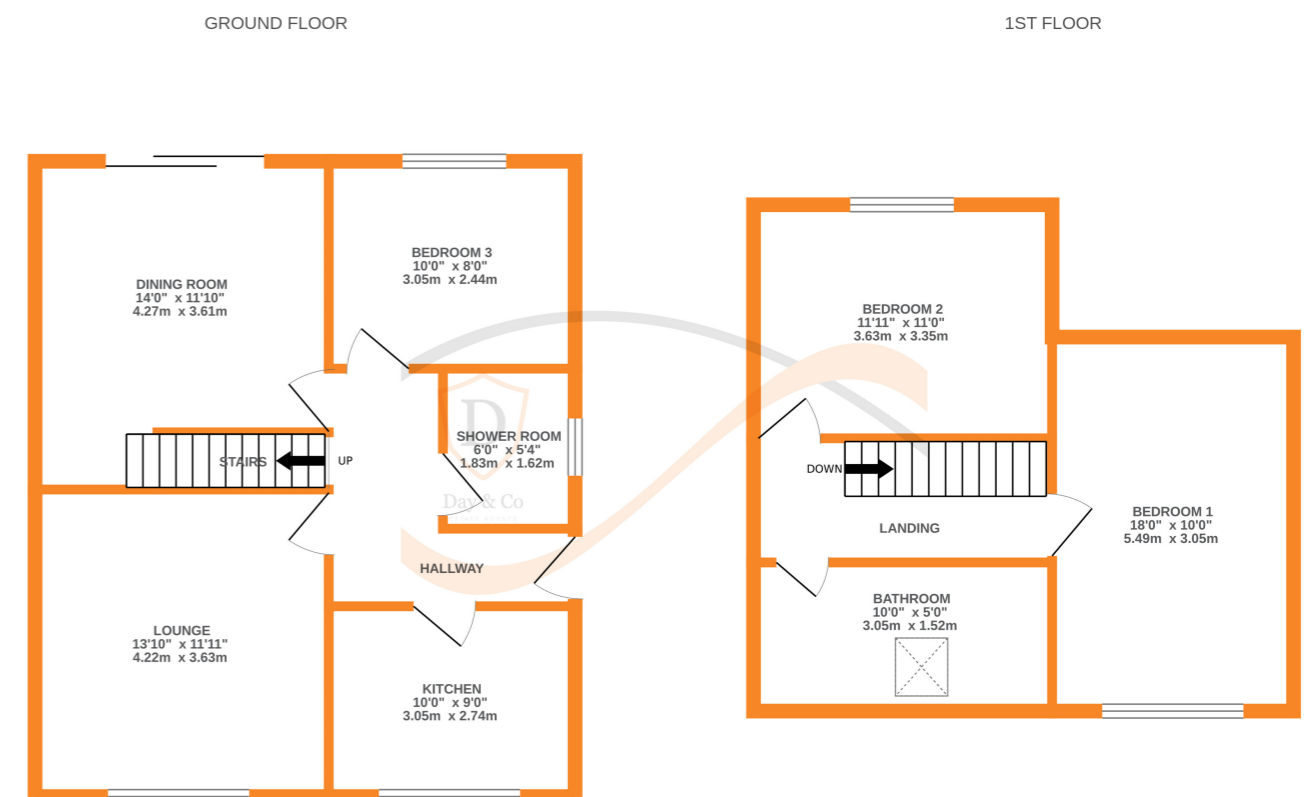 GROUND FLOOR
1ST FLOOR
DINING ROOM
14'0" x 11'10"
4.27m x 3.61m
BEDROOM 3
10'0" x 8'0"
3.05m x 2.44m
SHOWER ROOM
6'0" x 5'4"
1.83m x 1.62m
STAIRS
UP
D
Day & Co
HALLWAY
LOUNGE
13'10" x 11'11"
4.22m x 3.63m
KITCHEN
10'0" x 9'0"
3.05m x 2.74m
BEDROOM 2
11'11" x 11'0"
3.63m x 3.35m
DOWN
LANDING
BEDROOM 1
18'0" x 10'0"
5.49m x 3.05m
BATHROOM
10'0" x 5'0"
3.05m x 1.52m